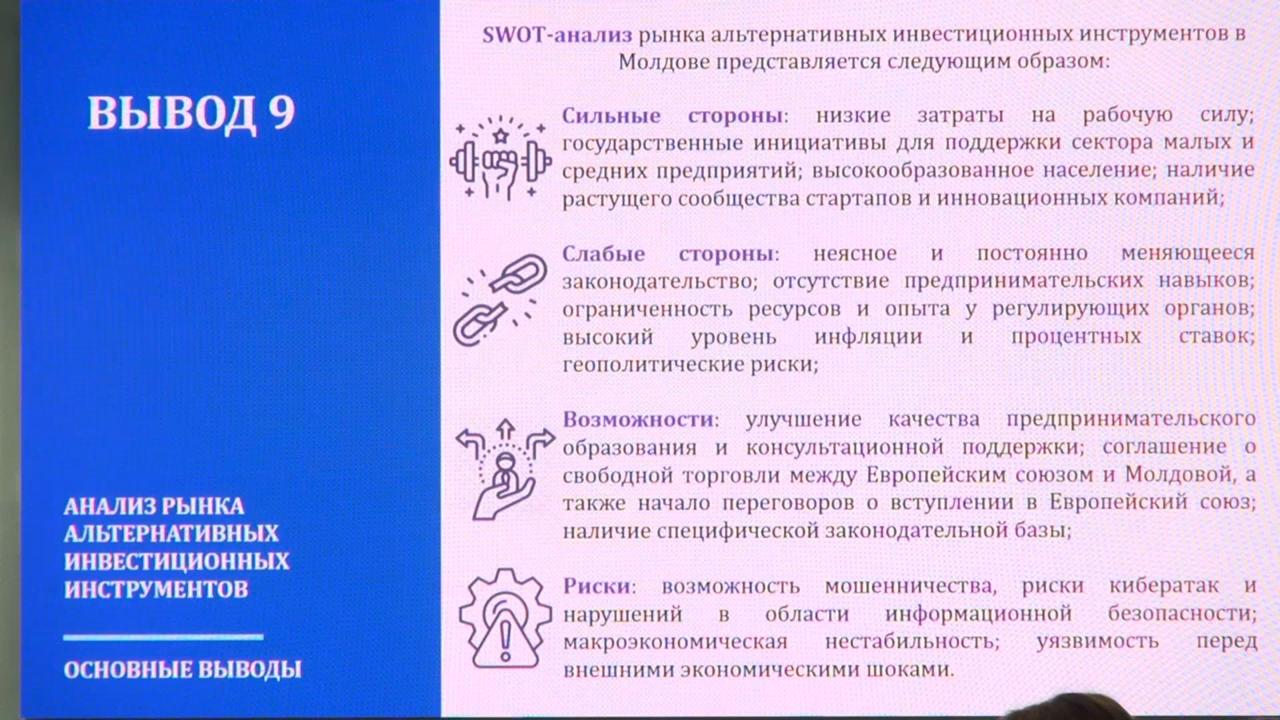 ВЫВОД 9
АНАЛИЗ РЫНКА
АЛЬТЕРНАТИВНЫХ
ИНВЕСТИЦИОННЫХ
ИНСТРУМЕНТОВ
ОСНОВНЫЕ ВЫВОДЫ
SWOT-анализ рынка альтернативных инвестиционных инструментов в
Молдове представляется следующим образом:
Сильные стороны: низкие затраты на рабочую силу;
государственные инициативы для поддержки сектора малых и
средних предприятий; высокообразованное население; наличие
растущего сообщества стартапов и инновационных компаний;
Слабые стороны: неясное и постоянно меняющееся
законодательство; отсутствие предпринимательских навыков;
ограниченность ресурсов и опыта у регулирующих органов;
высокий уровень инфляции и процентных ставок;
геополитические риски;
Возможности: улучшение качества предпринимательского
образования и консультационной поддержки; соглашение о
свободной торговли между Европейским союзом и Молдовой, а
также начало переговоров о вступлении в Европейский союз;
наличие специфической законодательной базы;
Риски: возможность мошенничества, риски кибератак и
нарушений в области информационной безопасности;
макроэкономическая нестабильность; уязвимость перед
внешними экономическими шоками.